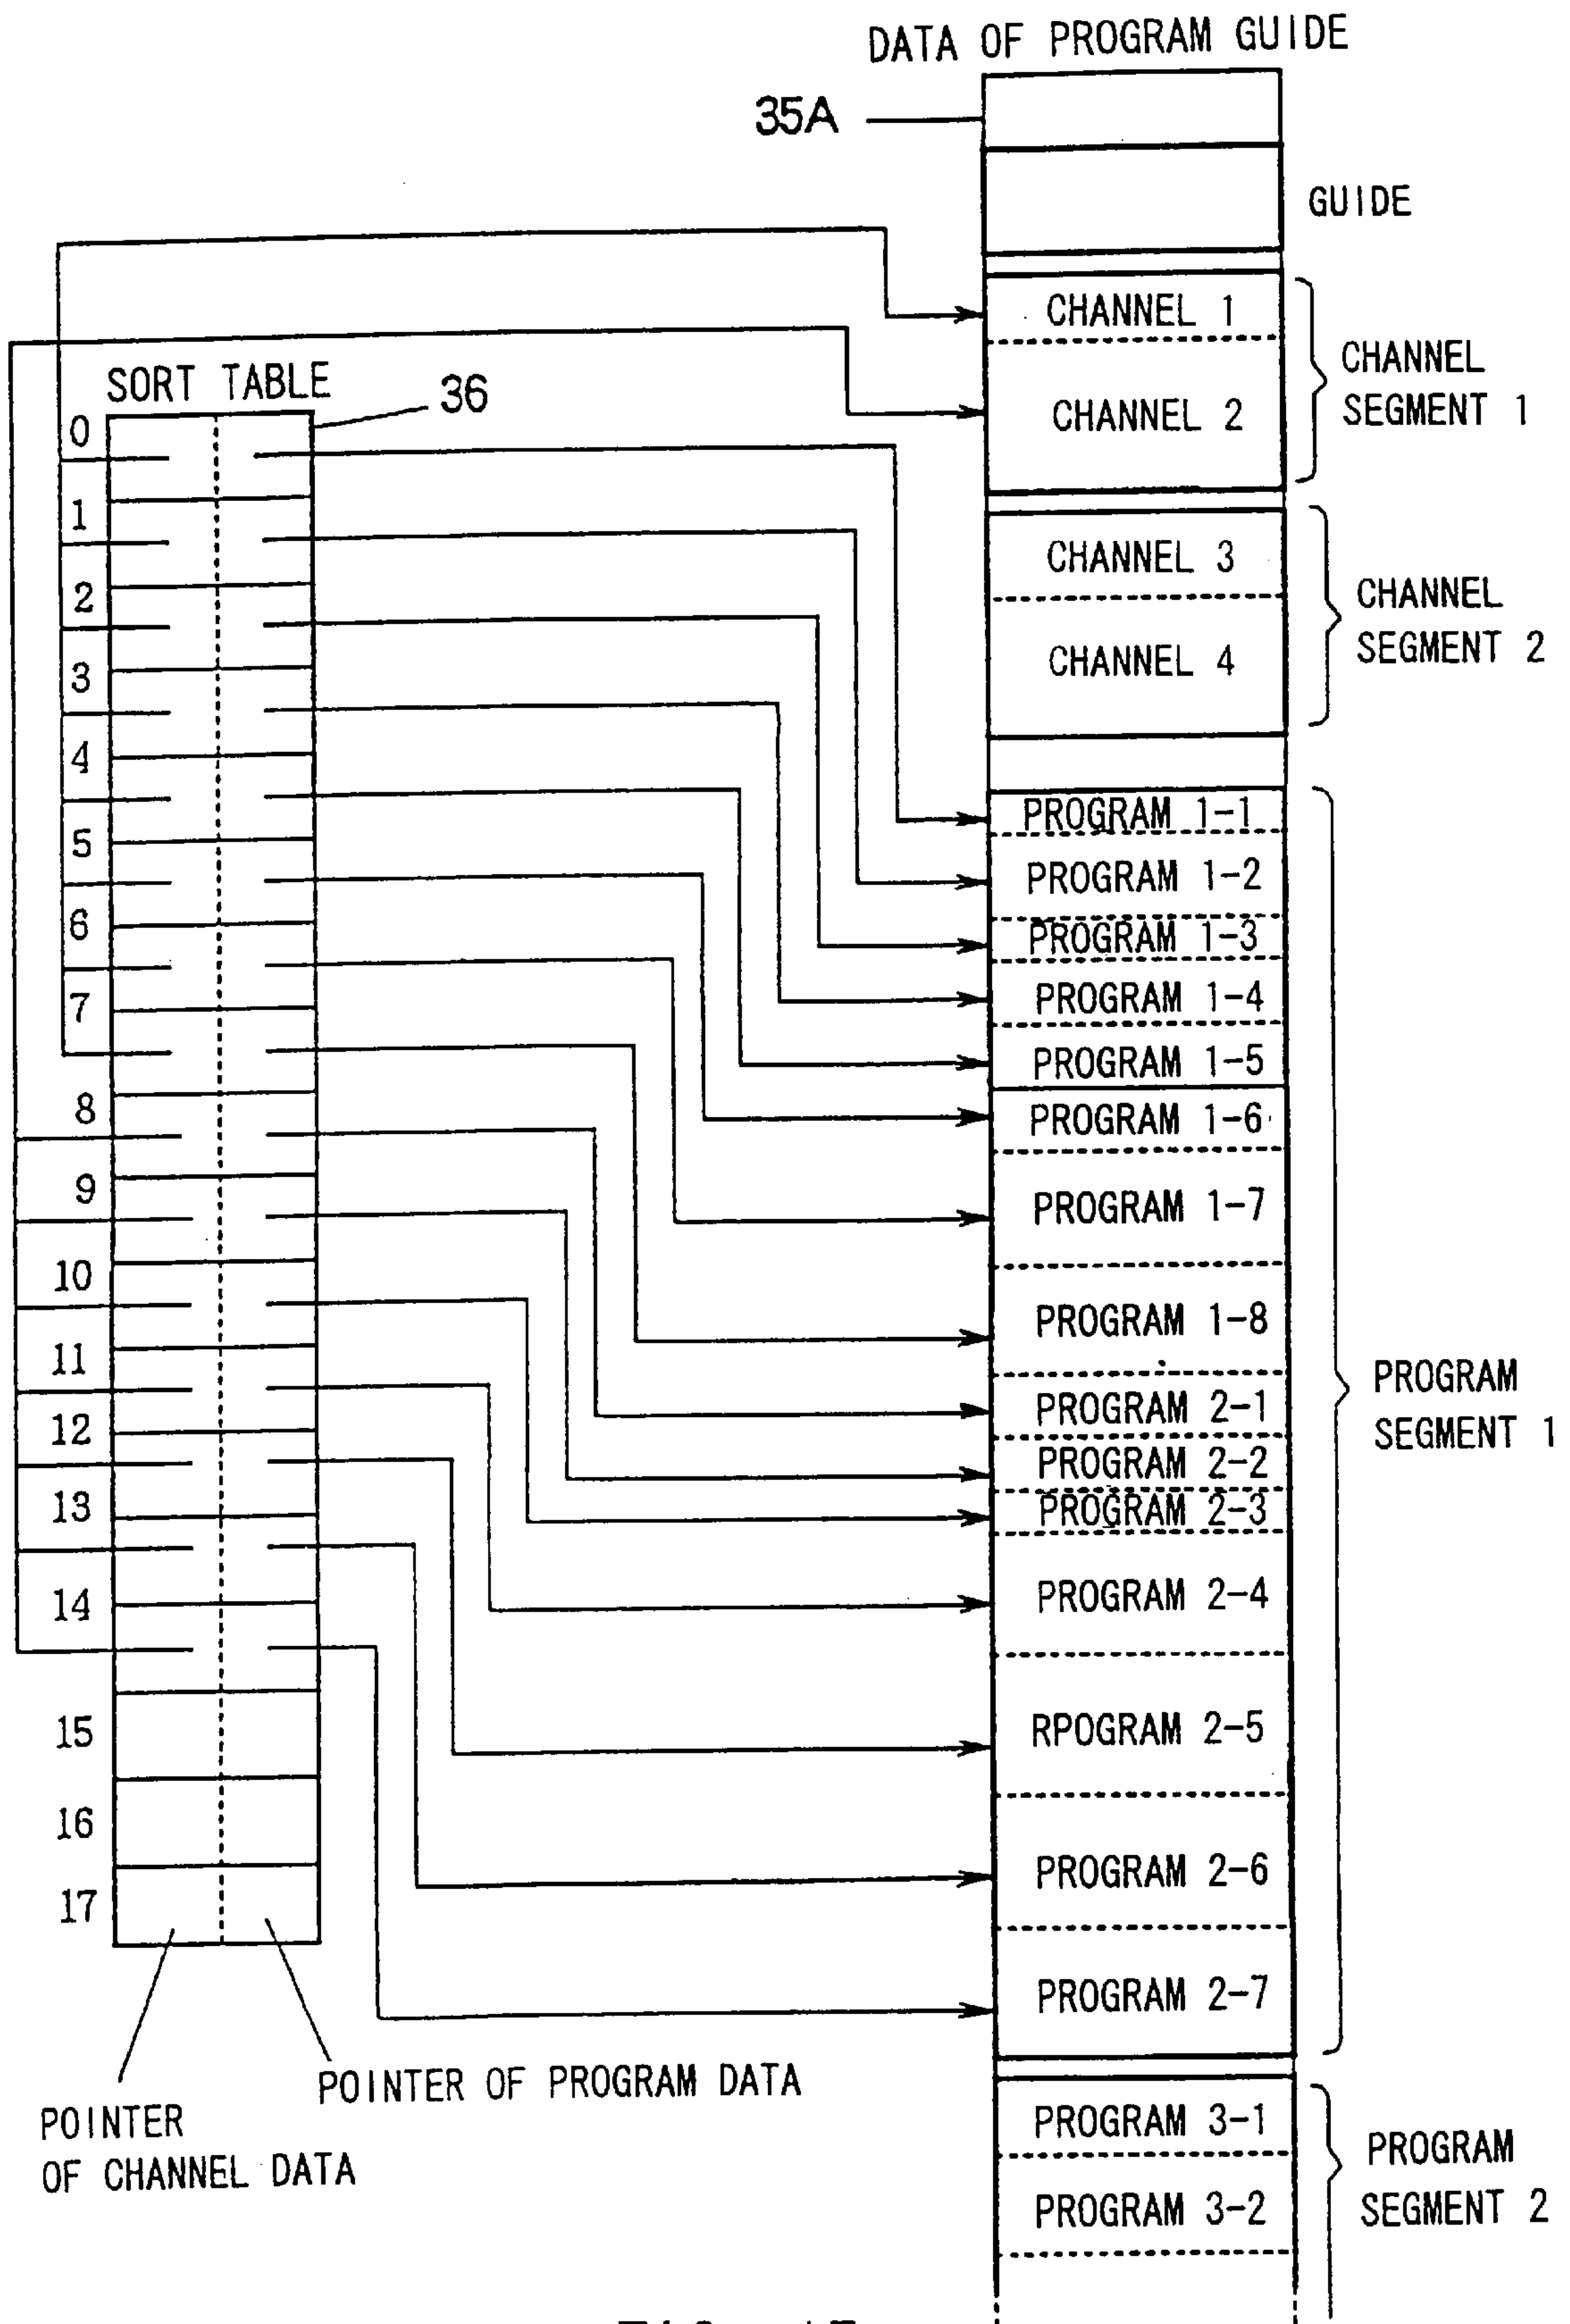 DATA OF PROGRAM GUIDE
35A
GUIDE
CHANNEL 1
CHANNEL 2
CHANNEL
SEGMENT 1
SORT TABLE
36
CHANNEL 3
CHANNEL 4
CHANNEL
SEGMENT 2
0
1
2
3
4
5
6
7
8
9
10
11
12
13
14
15
16
17
PROGRAM 1-1
PROGRAM 1-2
PROGRAM 1-3
PROGRAM 1-4
PROGRAM 1-5
PROGRAM 1-6
PROGRAM 1-7
PROGRAM 1-8
PROGRAM 2-1
PROGRAM 2-2
PROGRAM 2-3
PROGRAM 2-4
RPOGRAM 2-5
PROGRAM 2-6
PROGRAM 2-7
PROGRAM
SEGMENT 1
POINTER OF PROGRAM DATA
POINTER
OF CHANNEL DATA
PROGRAM 3-1
PROGRAM 3-2
PROGRAM
SEGMENT 2